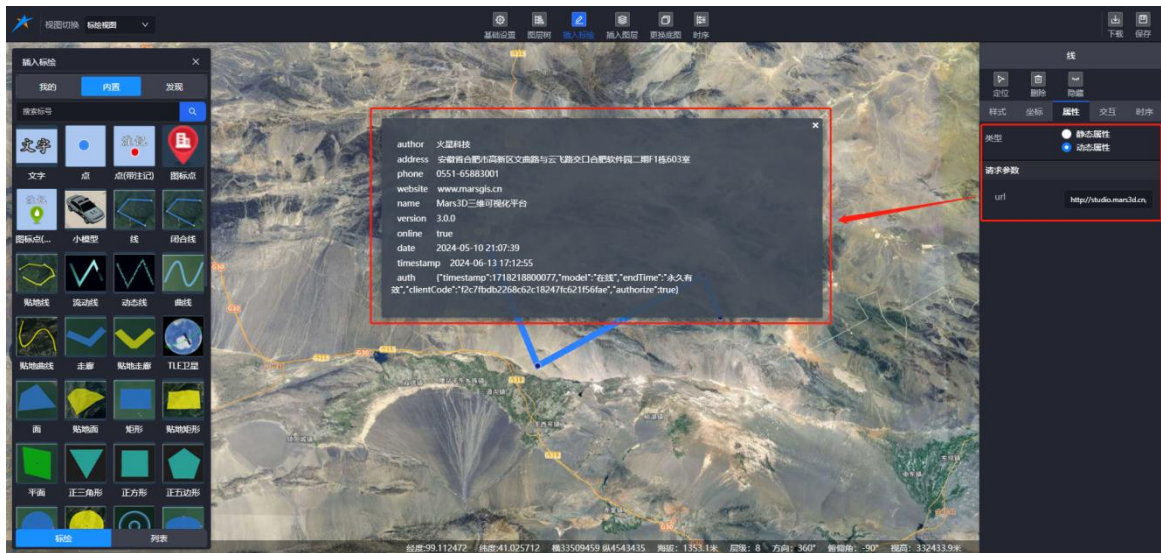 视图切换 标绘视图
基础设置 图层树 插入标绘 插入图层 更换底图 时序
下载 保存
插入标绘 ×
我的 内置 发现
搜索标号
文字 注记
文字 点 点(带注记) 图标点
图标点(... 小模型 线 闭合线
贴地线 流动线 动态线 曲线
贴地曲线 走廊 贴地走廊 TLE卫星
面 贴地面 矩形 贴地矩形
平面 正三角形 正方形 正五边形
标绘 列表
×
author 火星科技
address 安徽省合肥市高新区文曲路与云飞路交口合肥软件园二期F1栋603室
phone 0551-65883001
website www.marsgis.cn
name Mars3D三维可视化平台
version 3.0.0
online true
date 2024-05-10 21:07:39
timestamp 2024-06-13 17:12:55
auth {"timestamp":1718218800077,"model":"在线","endTime":"永久有
效","clientCode":"f2c7fbdb2268c62c18247fc621f56fae","authorize":true}
G30
G312
线
定位 删除 隐藏
样式 坐标 属性 交互 时序
类型 静态属性
动态属性
请求参数
url http://studio.mars3d.cn,
经度:99.112472 纬度:41.025712 横33509459 纵4543435 海拔：1353.1米 层级：8 方向：360° 俯仰角：-90° 视高：332433.9米